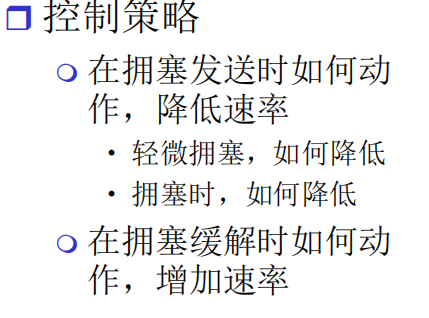 控制策略
在拥塞发送时如何动
作，降低速率
• 轻微拥塞，如何降低
• 拥塞时，如何降低
在拥塞缓解时如何动
作，增加速率